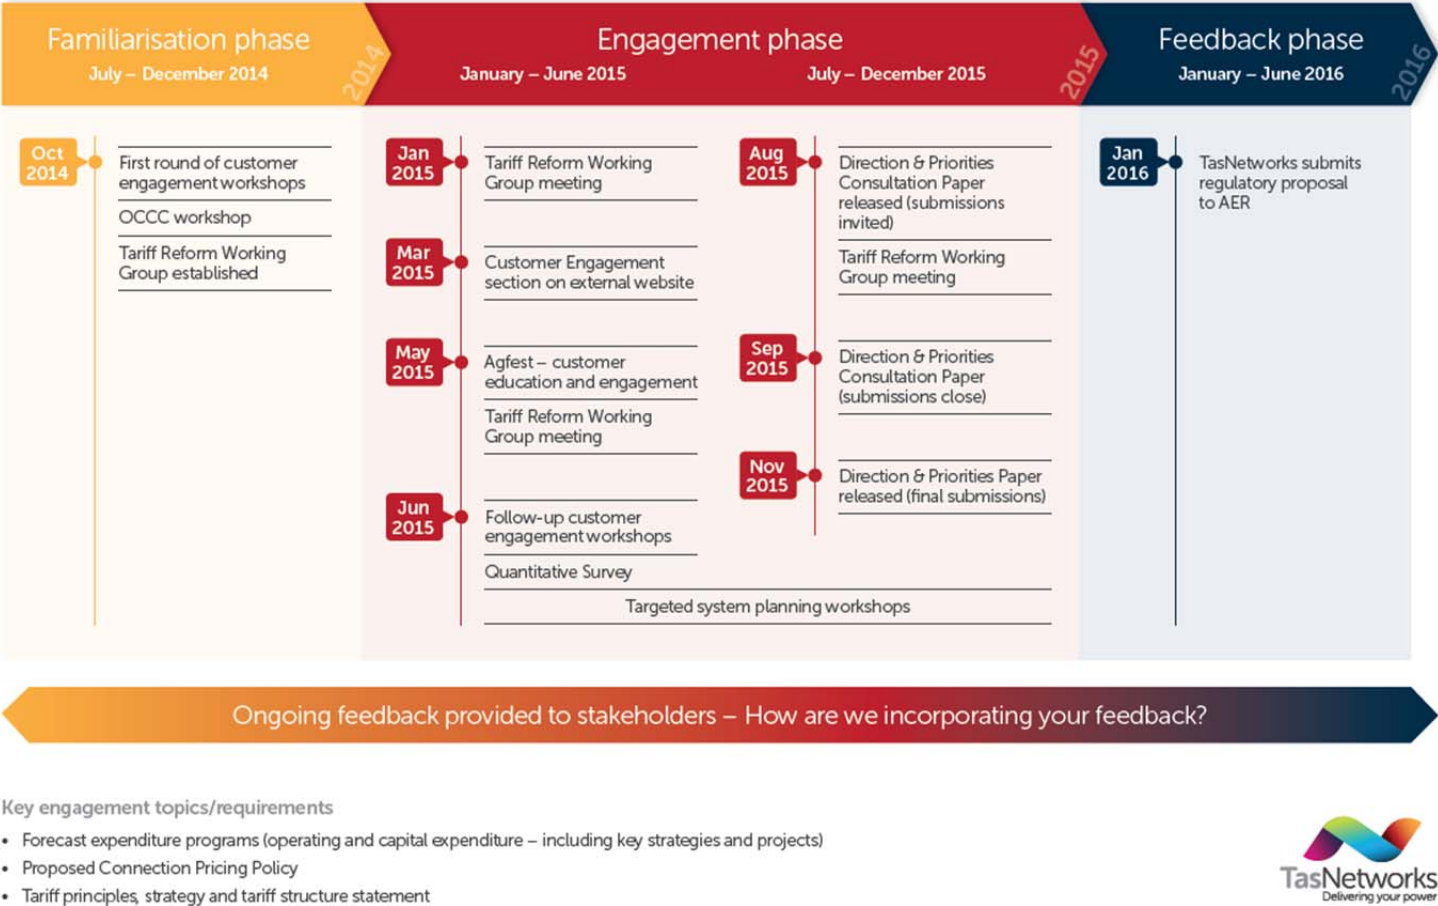 Familiarisation phase
July – December 2014
2014
Engagement phase
January – June 2015
July – December 2015
2015
Feedback phase
January – June 2016
2016
Oct
2014
First round of customer
engagement workshops
OCCC workshop
Tariff Reform Working
Group established
Jan
2015
Tariff Reform Working
Group meeting
Mar
2015
Customer Engagement
section on external website
May
2015
Agfest – customer
education and engagement
Tariff Reform Working
Group meeting
Jun
2015
Follow-up customer
engagement workshops
Quantitative Survey
Aug
2015
Direction & Priorities
Consultation Paper
released (submissions
invited)
Tariff Reform Working
Group meeting
Sep
2015
Direction & Priorities
Consultation Paper
(submissions close)
Nov
2015
Direction & Priorities Paper
released (final submissions)
Targeted system planning workshops
Jan
2016
TasNetworks submits
regulatory proposal
to AER
Ongoing feedback provided to stakeholders – How are we incorporating your feedback?
Key engagement topics/requirements
• Forecast expenditure programs (operating and capital expenditure – including key strategies and projects)
• Proposed Connection Pricing Policy
• Tariff principles, strategy and tariff structure statement
TasNetworks
Delivering your power